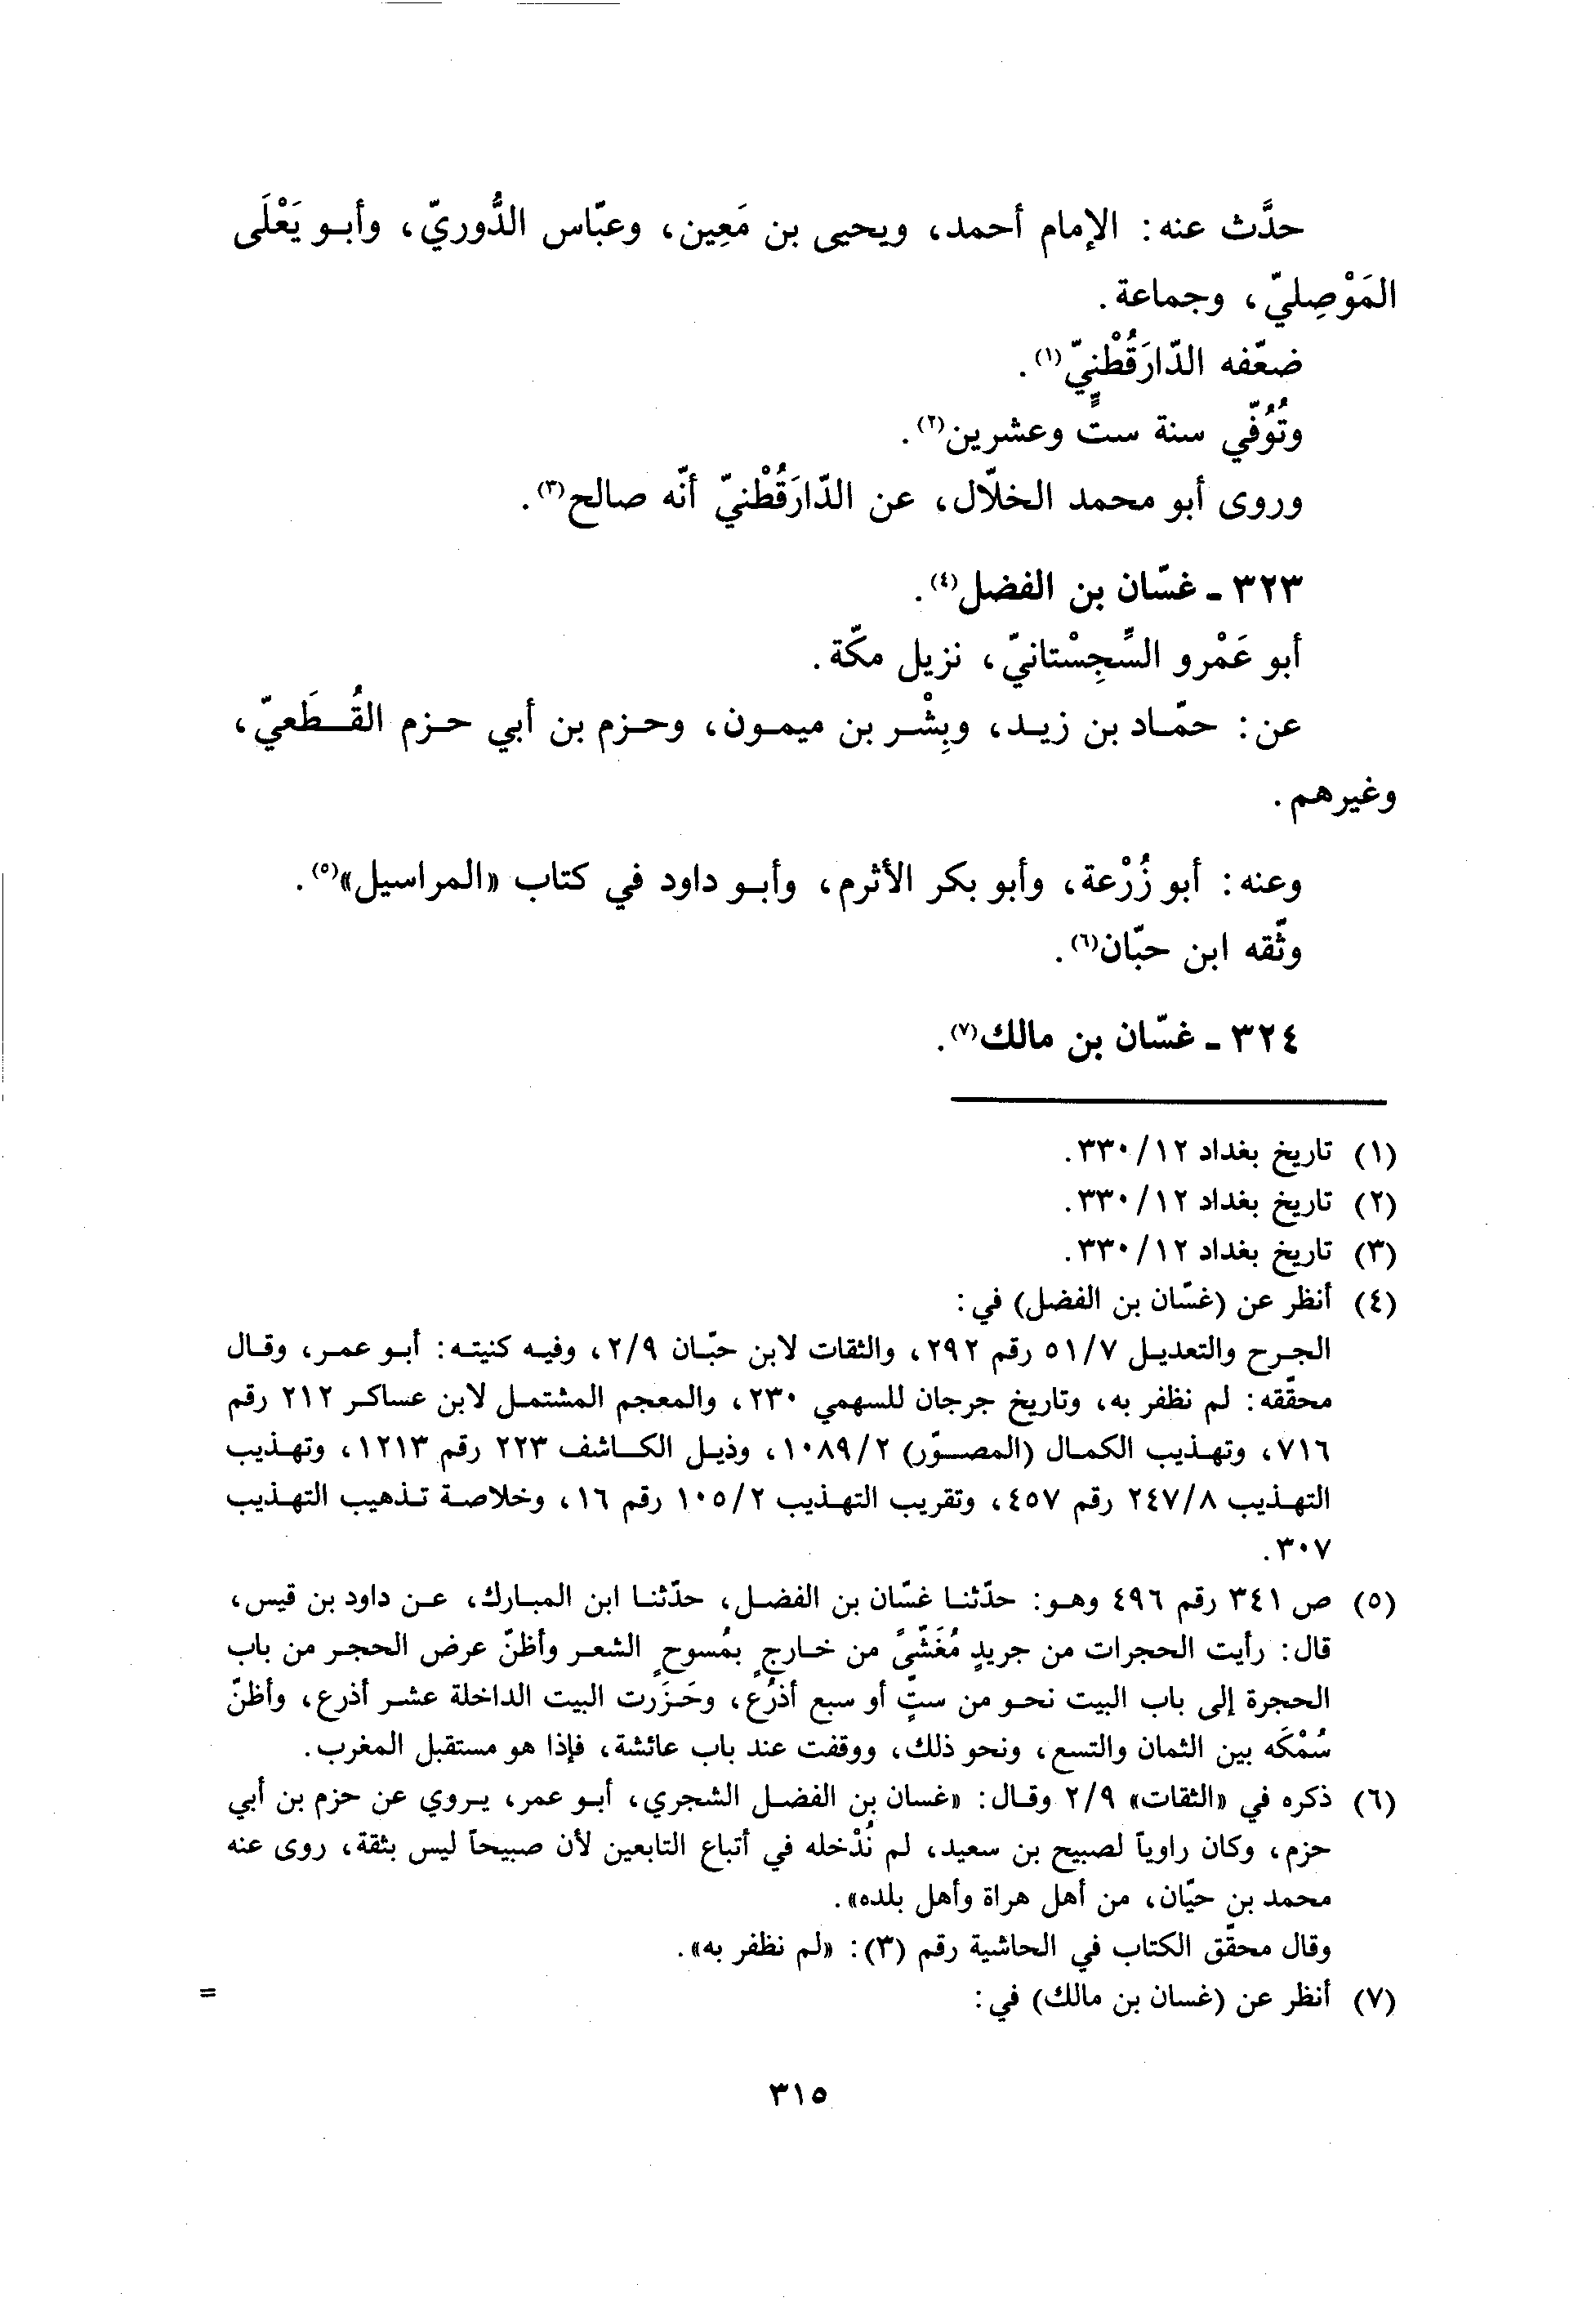 حدَّث عنه: الإمام أحمد، ويحيى بن مَعِين، وعبّاس الدُّوريّ، وأبو يَعْلَى
المَوْصِليّ، وجماعة.
ضعّفه الدّارَقُطْنيّ(١).
وتُوُفّي سنة ستٍّ وعشرين(٢).
وروى أبو محمد الخلّال، عن الدّارَقُطْنيّ أنّه صالح(٣).
٣٢٣ - غسّان بن الفضل(٤).
أبو عَمْرو السِّجِسْتانيّ، نزيل مكّة.
عن: حمّاد بن زيد، وبِشْر بن ميمون، وحزم بن أبي حزم القُطَعيّ،
وغيرهم.
وعنه: أبو زُرْعة، وأبو بكر الأثرم، وأبو داود في كتاب «المراسيل»(٥).
وثّقه ابن حبّان(٦).
٣٢٤ - غسّان بن مالك(٧).
(١) تاريخ بغداد ١٢/٣٣٠.
(٢) تاريخ بغداد ١٢/٣٣٠.
(٣) تاريخ بغداد ١٢/٣٣٠.
(٤) أنظر عن (غسّان بن الفضل) في:
الجرح والتعديل ٧/٥١ رقم ٢٩٢، والثقات لابن حبّان ٩/٢، وفيه كنيته: أبو عمر، وقال
محقّقه: لم نظفر به، وتاريخ جرجان للسهمي ٢٣٠، والمعجم المشتمل لابن عساكر ٢١٢ رقم
٧١٦، وتهذيب الكمال (المصوّر) ٢/١٠٨٩، وذيل الكاشف ٢٢٣ رقم ١٢١٣، وتهذيب
التهذيب ٨/٢٤٧ رقم ٤٥٧، وتقريب التهذيب ٢/١٠٥ رقم ١٦، وخلاصة تذهيب التهذيب
٣٠٧.
(٥) ص ٣٤١ رقم ٤٩٦ وهو: حدّثنا غسّان بن الفضل، حدّثنا ابن المبارك، عن داود بن قيس،
قال: رأيت الحجرات من جريدٍ مُغَشّىً من خارجٍ بمُسوحٍ الشعر وأظنّ عرض الحجر من باب
الحجرة إلى باب البيت نحو من ستٍّ أو سبع أذرُع، وحَزَرت البيت الداخلة عشر أذرع، وأظنّ
سُمْكَه بين الثمان والتسع، ونحو ذلك، ووقفت عند باب عائشة، فإذا هو مستقبل المغرب.
(٦) ذكره في «الثقات» ٩/٢ وقال: «غسان بن الفضل الشجري، أبو عمر، يروي عن حزم بن أبي
حزم، وكان راوياً لصبيح بن سعيد، لم نُدْخله في أتباع التابعين لأن صبيحاً ليس بثقة، روى عنه
محمد بن حيّان، من أهل هراة وأهل بلده».
وقال محقّق الكتاب في الحاشية رقم (٣): «لم نظفر به».
(٧) أنظر عن (غسان بن مالك) في: =
٣١٥